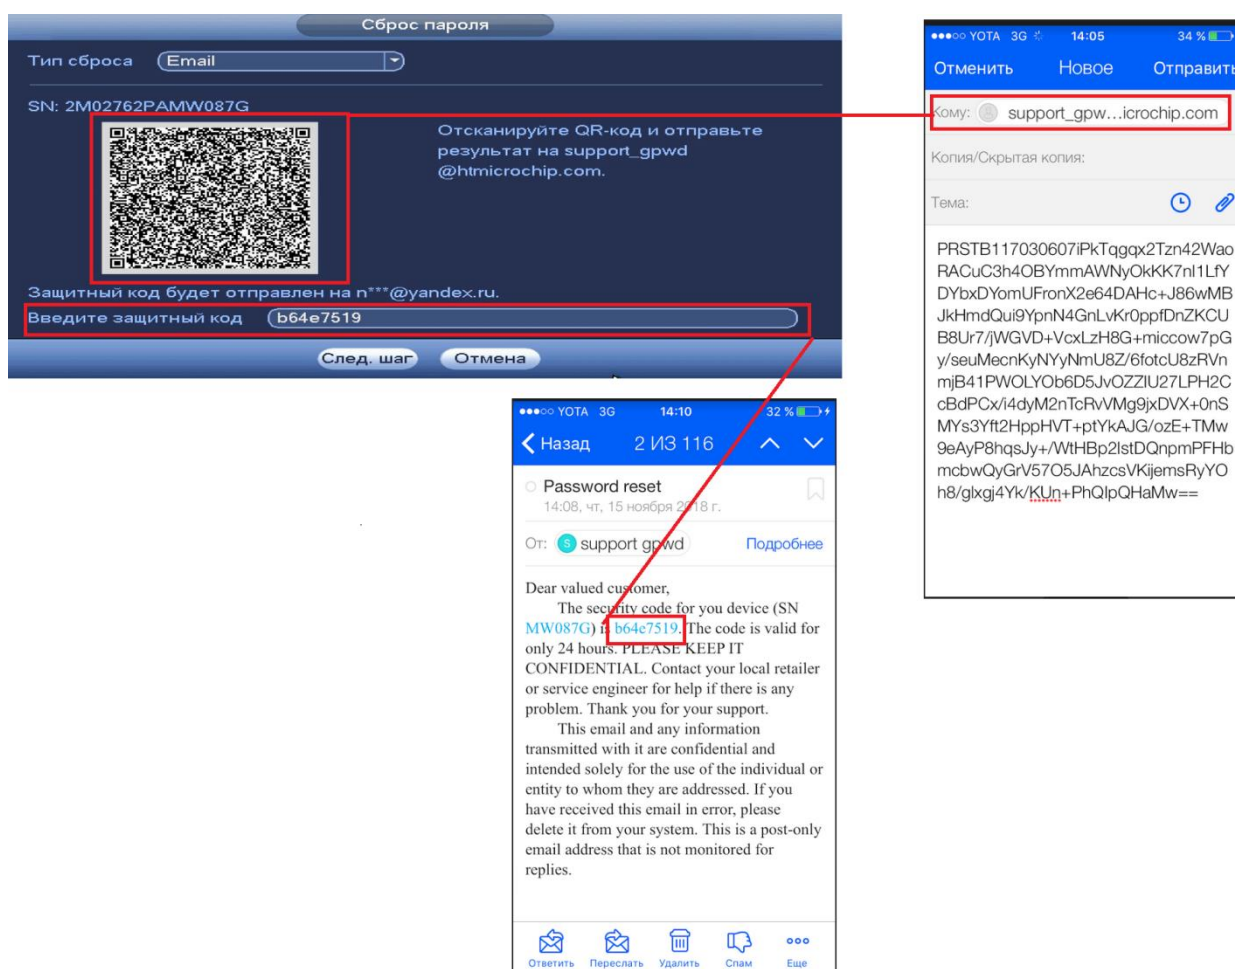 Сброс пароля
Тип сброса Email
SN: 2M02762PAMW087G
Отсканируйте QR-код и отправьте
результат на support_gpwd
@htmicrochip.com.
Защитный код будет отправлен на n***@yandex.ru.
Введите защитный код b64e7519
След. шаг Отмена
YOTA 3G 14:05 34 %
Отменить Новое Отправить
Кому: support_gpw...icrochip.com
Копия/Скрытая копия:
Тема:
PRSTB117030607iPkTqgqx2Tzn42Wao
RACuC3h4OBYmmAWNyOkKK7nI1LfY
DYbxDYomUFronX2e64DAHc+J86wMB
JkHmdQui9YpnN4GnLvKr0ppfDnZKCU
B8Ur7/jWGVD+VcxLzH8G+miccow7pG
y/seuMecnKyNYyNmU8Z/6fotcU8zRVn
mjB41PWOLYOb6D5JvOZZIU27LPH2C
cBdPCx/i4dyM2nTcRvVMg9jxDVX+0nS
MYs3Yft2HppHVT+ptYkAJG/ozE+TMw
9eAyP8hqsJy+/WtHBp2lstDQnpmPFHb
mcbwQyGrV57O5JAhzcsVKijemsRyYO
h8/glxgj4Yk/KUn+PhQIpQHaMw==
YOTA 3G 14:10 32 %
Назад 2 ИЗ 116
Password reset
14:08, чт, 15 ноября 2018 г.
От: S support gpwd Подробнее
Dear valued customer,
The security code for you device (SN
MW087G) is b64e7519. The code is valid for
only 24 hours. PLEASE KEEP IT
CONFIDENTIAL. Contact your local retailer
or service engineer for help if there is any
problem. Thank you for your support.
This email and any information
transmitted with it are confidential and
intended solely for the use of the individual or
entity to whom they are addressed. If you
have received this email in error, please
delete it from your system. This is a post-only
email address that is not monitored for
replies.
Ответить Переслать Удалить Спам Еще